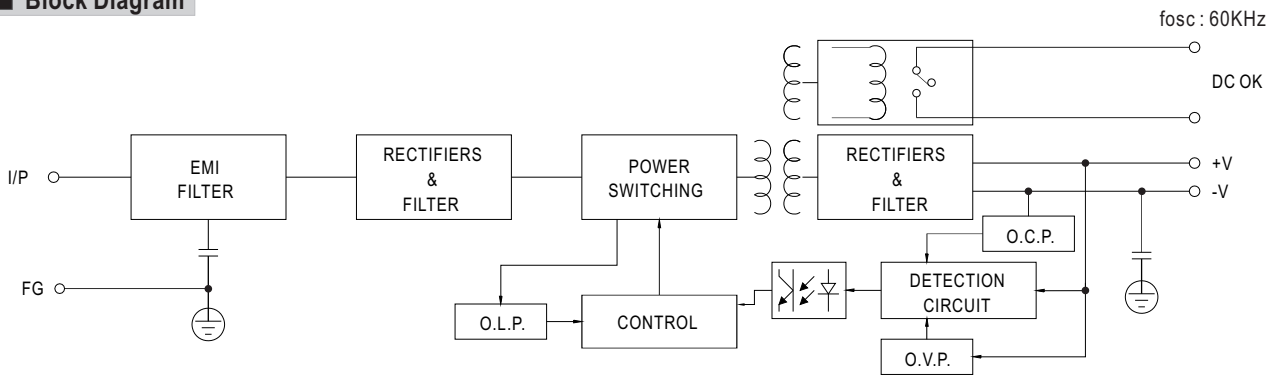 ■ Block Diagram
fosc : 60KHz
DC OK
I/P
EMI
FILTER
RECTIFIERS
&
FILTER
POWER
SWITCHING
RECTIFIERS
&
FILTER
+V
-V
O.C.P.
FG
O.L.P.
CONTROL
DETECTION
CIRCUIT
O.V.P.